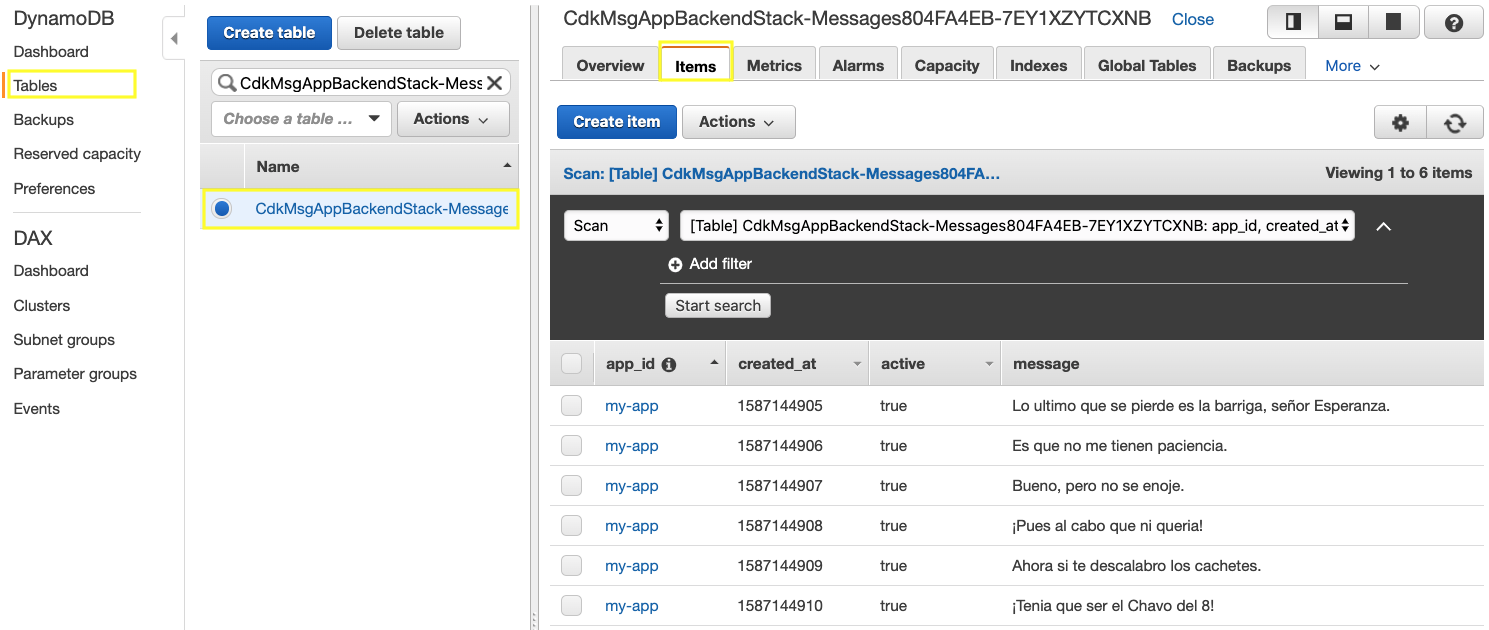 DynamoDB
Dashboard
Tables
Backups
Reserved capacity
Preferences
DAX
Dashboard
Clusters
Subnet groups
Parameter groups
Events
Create table
Delete table
CdkMsgAppBackendStack-Mess
Choose a table ...
Actions
Name
CdkMsgAppBackendStack-Message
CdkMsgAppBackendStack-Messages804FA4EB-7EY1XZYTCXNB Close
Overview Items Metrics Alarms Capacity Indexes Global Tables Backups More
Create item Actions
Scan: [Table] CdkMsgAppBackendStack-Messages804FA... Viewing 1 to 6 items
Scan [Table] CdkMsgAppBackendStack-Messages804FA4EB-7EY1XZYTCXNB: app_id, created_at
Add filter
Start search
app_id created_at active message
my-app 1587144905 true Lo ultimo que se pierde es la barriga, señor Esperanza.
my-app 1587144906 true Es que no me tienen paciencia.
my-app 1587144907 true Bueno, pero no se enoje.
my-app 1587144908 true ¡Pues al cabo que ni queria!
my-app 1587144909 true Ahora si te descalabro los cachetes.
my-app 1587144910 true ¡Tenia que ser el Chavo del 8!